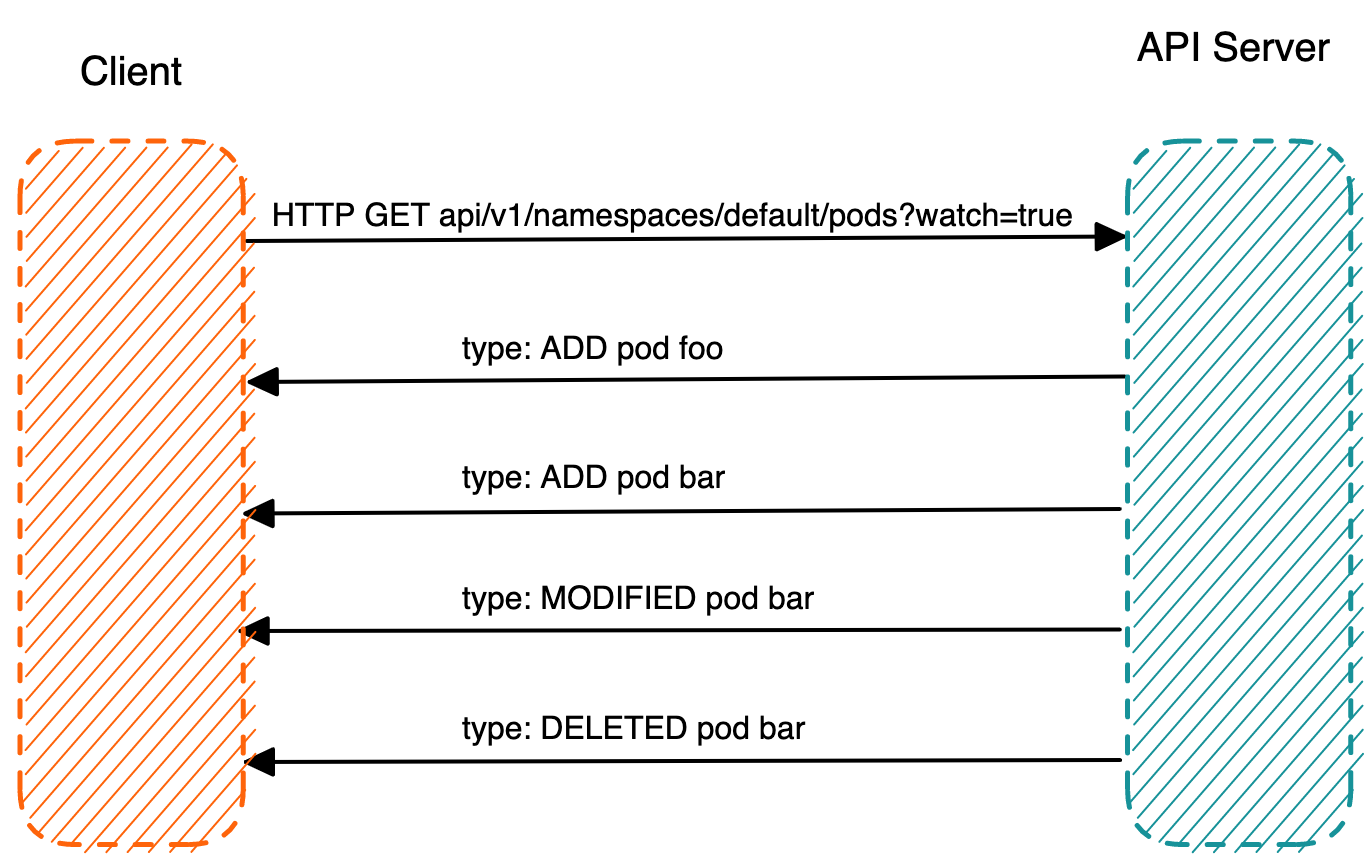 Client
API Server
HTTP GET api/v1/namespaces/default/pods?watch=true
type: ADD pod foo
type: ADD pod bar
type: MODIFIED pod bar
type: DELETED pod bar